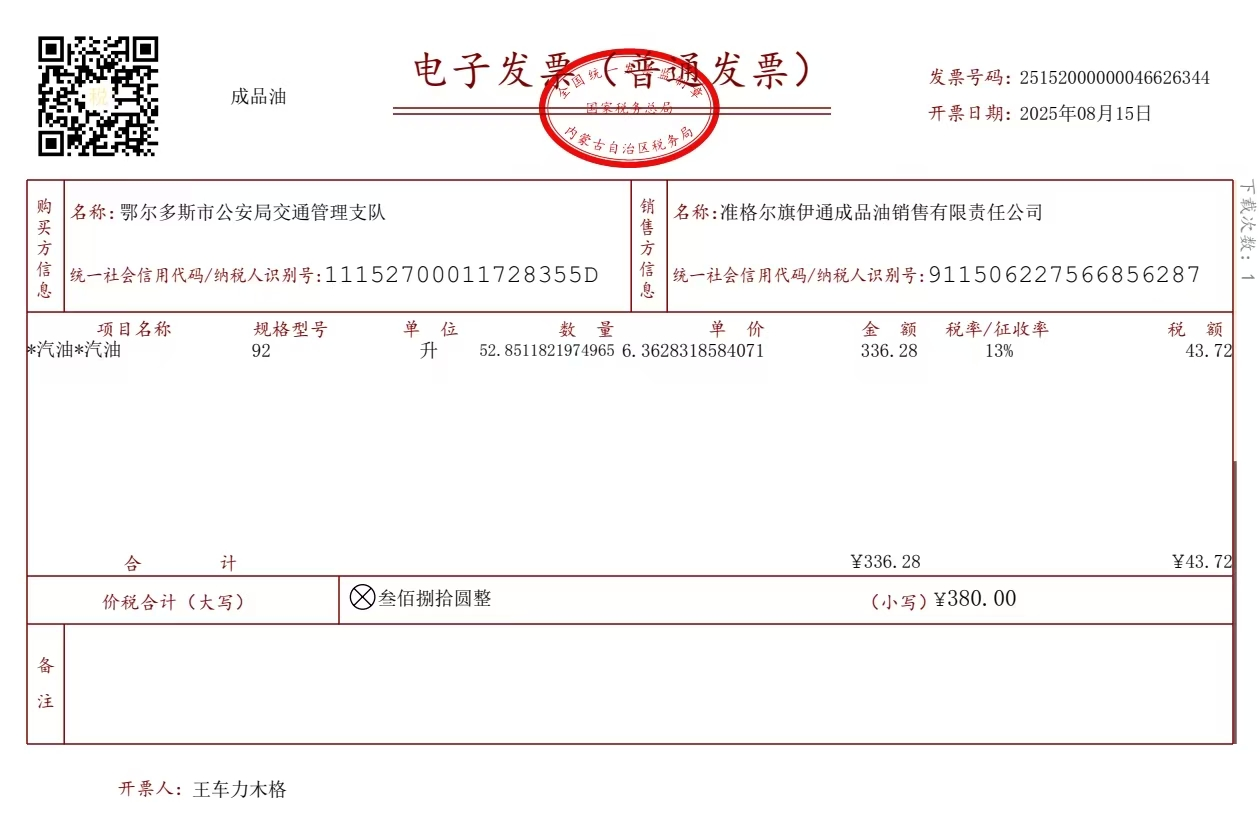 电子发票（普通发票）
成品油
税
全国统一发票监制章
国家税务总局
内蒙古自治区税务局
发票号码：25152000000046626344
开票日期：2025年08月15日
下载次数：1
购买方信息
名称：鄂尔多斯市公安局交通管理支队
统一社会信用代码/纳税人识别号：11152700011728355D
销售方信息
名称：准格尔旗伊通成品油销售有限责任公司
统一社会信用代码/纳税人识别号：911506227566856287
项目名称 规格型号 单 位 数 量 单 价 金 额 税率/征收率 税 额
*汽油*汽油 92 升 52.8511821974965 6.3628318584071 336.28 13% 43.72
合 计 ¥336.28 ¥43.72
价税合计（大写） ⊗叁佰捌拾圆整 （小写）¥380.00
备注
开票人：王车力木格